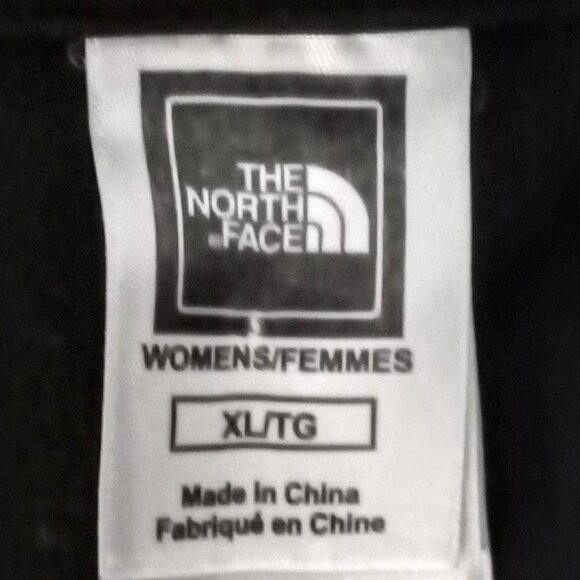 THE
NORTH
FACE
WOMENS/FEMMES
XL/TG
Made in China
Fabriqué en Chine